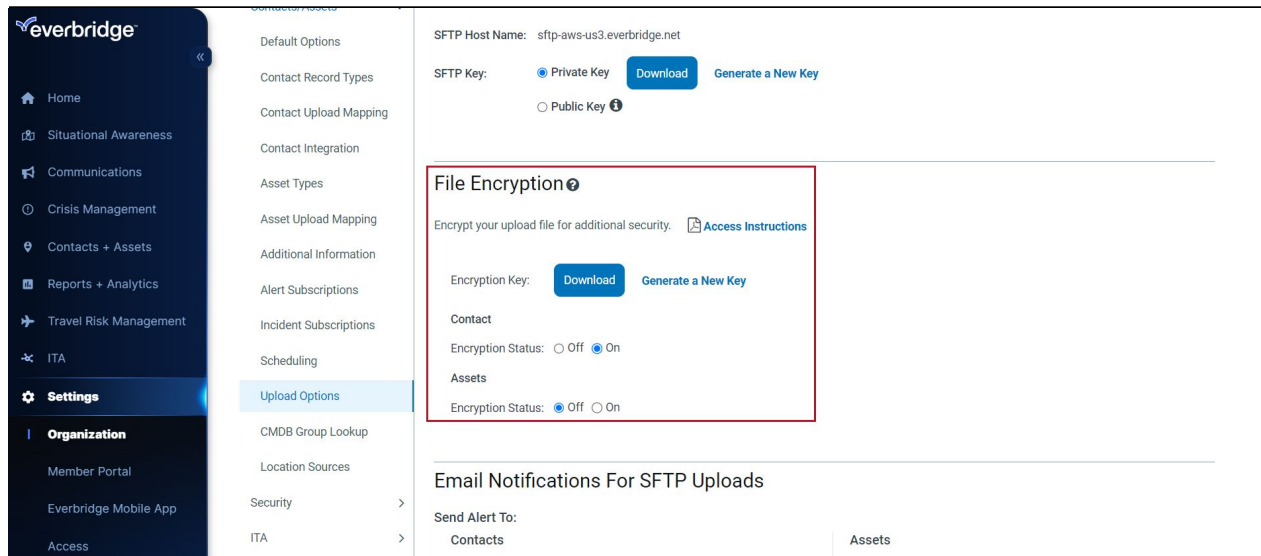 everbridge
«
Home
Situational Awareness
Communications
Crisis Management
Contacts + Assets
Reports + Analytics
Travel Risk Management
ITA
Settings
Organization
Member Portal
Everbridge Mobile App
Access
Contacts/Assets
Default Options
Contact Record Types
Contact Upload Mapping
Contact Integration
Asset Types
Asset Upload Mapping
Additional Information
Alert Subscriptions
Incident Subscriptions
Scheduling
Upload Options
CMDB Group Lookup
Location Sources
Security >
ITA >
SFTP Host Name: sftp-aws-us3.everbridge.net
SFTP Key: Private Key Download Generate a New Key
Public Key
File Encryption
Encrypt your upload file for additional security. Access Instructions
Encryption Key: Download Generate a New Key
Contact
Encryption Status: Off On
Assets
Encryption Status: Off On
Email Notifications For SFTP Uploads
Send Alert To:
Contacts Assets